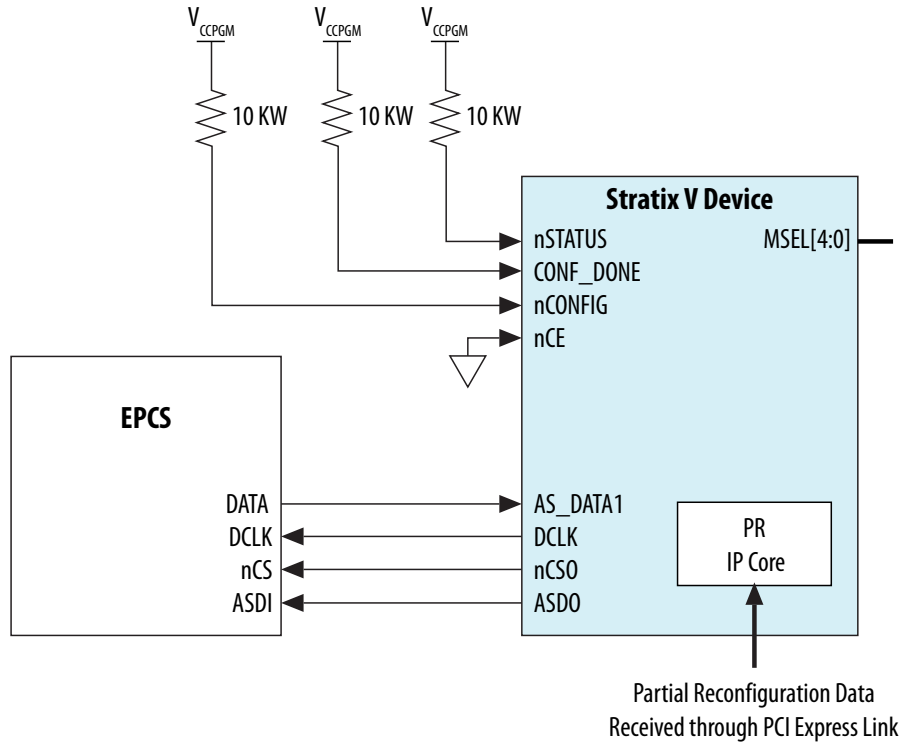 VCCPGM VCCPGM VCCPGM
10 KW 10 KW 10 KW
Stratix V Device
nSTATUS MSEL[4:0]
CONF_DONE
nCONFIG
nCE
EPCS
DATA AS_DATA1
DCLK DCLK
nCS nCSO
ASDI ASDO
PR
IP Core
Partial Reconfiguration Data
Received through PCI Express Link